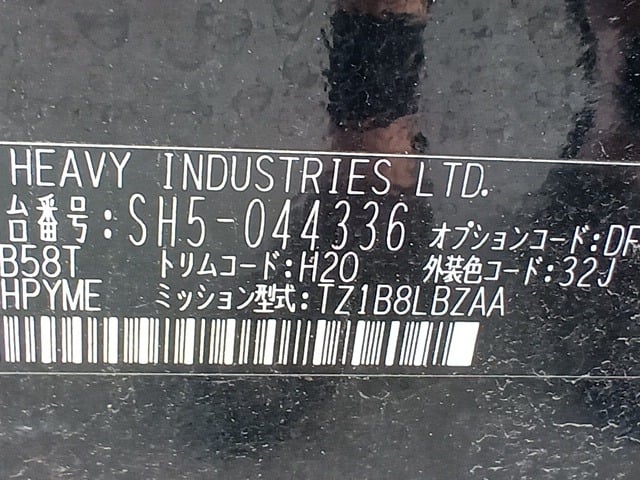 HEAVY INDUSTRIES LTD.
台番号:SH5-044336 オプションコード:DF
B58T トリムコード:H20 外装色コード:32J
HPYME ミッション型式:TZ1B8LBZAA